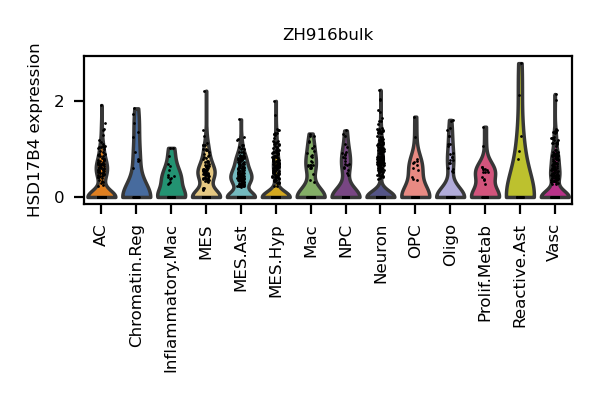 ZH916bulk
HSD17B4 expression
2
0
AC
Chromatin.Reg
Inflammatory.Mac
MES
MES.Ast
MES.Hyp
Mac
NPC
Neuron
OPC
Oligo
Prolif.Metab
Reactive.Ast
Vasc